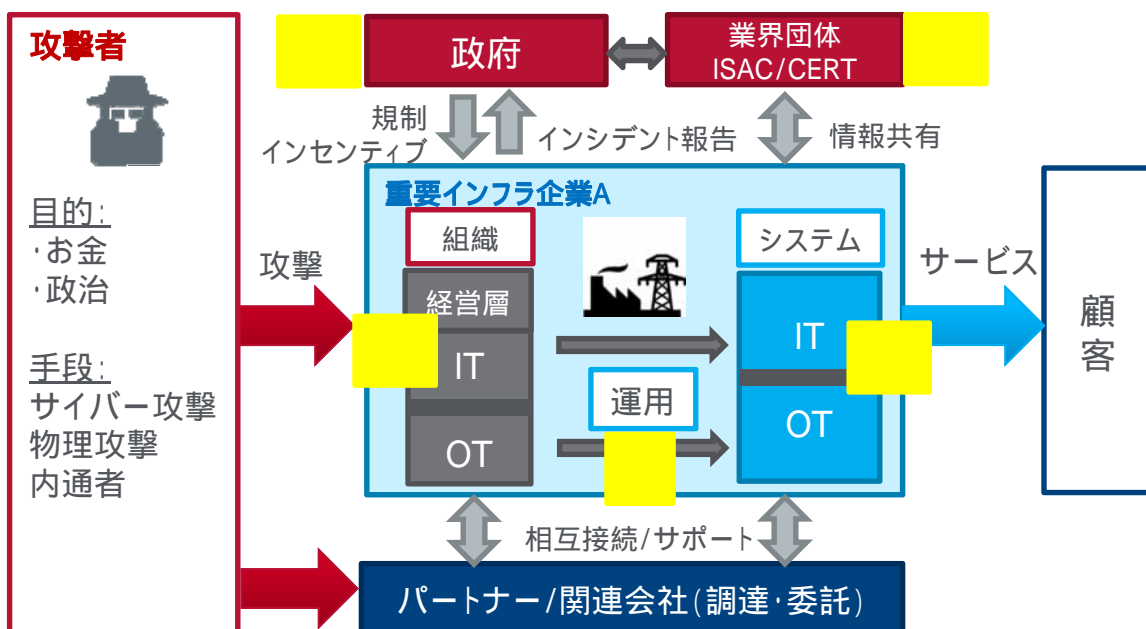 攻撃者
目的:
・お金
・政治
手段:
サイバー攻撃
物理攻撃
内通者
政府
業界団体
ISAC/CERT
規制
インセンティブ
インシデント報告
情報共有
攻撃
重要インフラ企業A
組織
経営層
IT
OT
運用
システム
IT
OT
サービス
顧
客
相互接続/サポート
パートナー/関連会社(調達・委託)